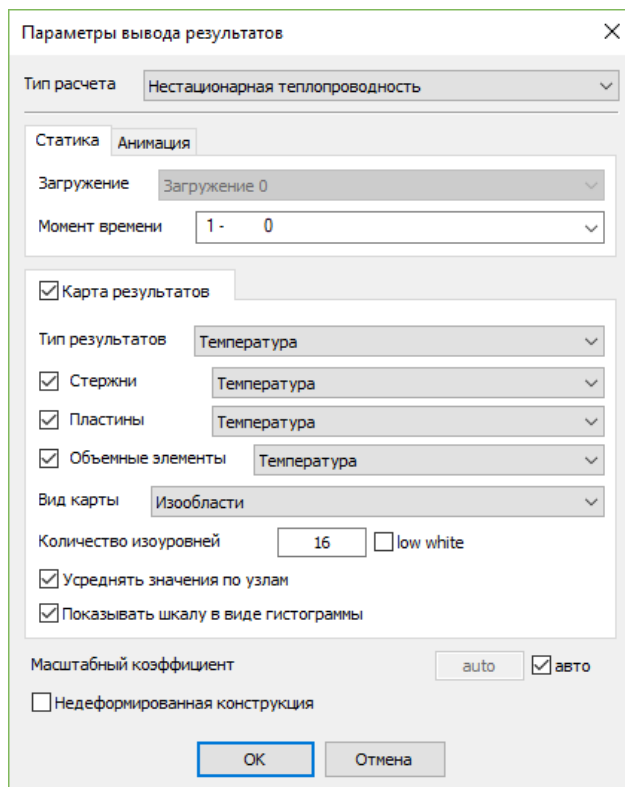 Параметры вывода результатов
Тип расчета Нестационарная теплопроводность
Статика Анимация
Загружение Загружение 0
Момент времени 1 - 0
Карта результатов
Тип результатов Температура
Стержни Температура
Пластины Температура
Объемные элементы Температура
Вид карты Изообласти
Количество изоуровней 16 low white
Усреднять значения по узлам
Показывать шкалу в виде гистограммы
Масштабный коэффициент auto авто
Недеформированная конструкция
OK Отмена